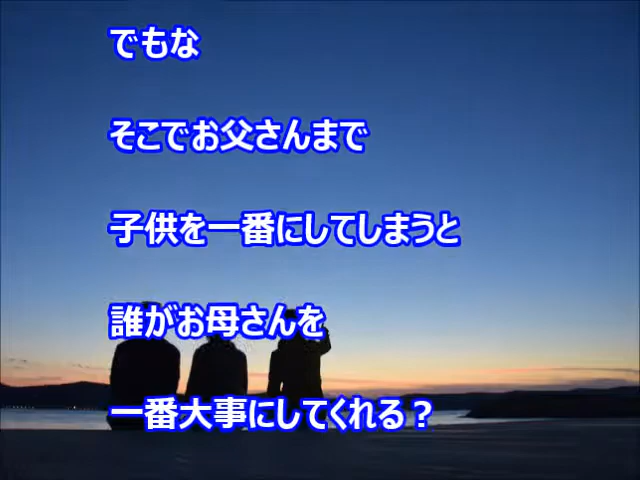 でもな
そこでお父さんまで
子供を一番にしてしまうと
誰がお母さんを
一番大事にしてくれる？